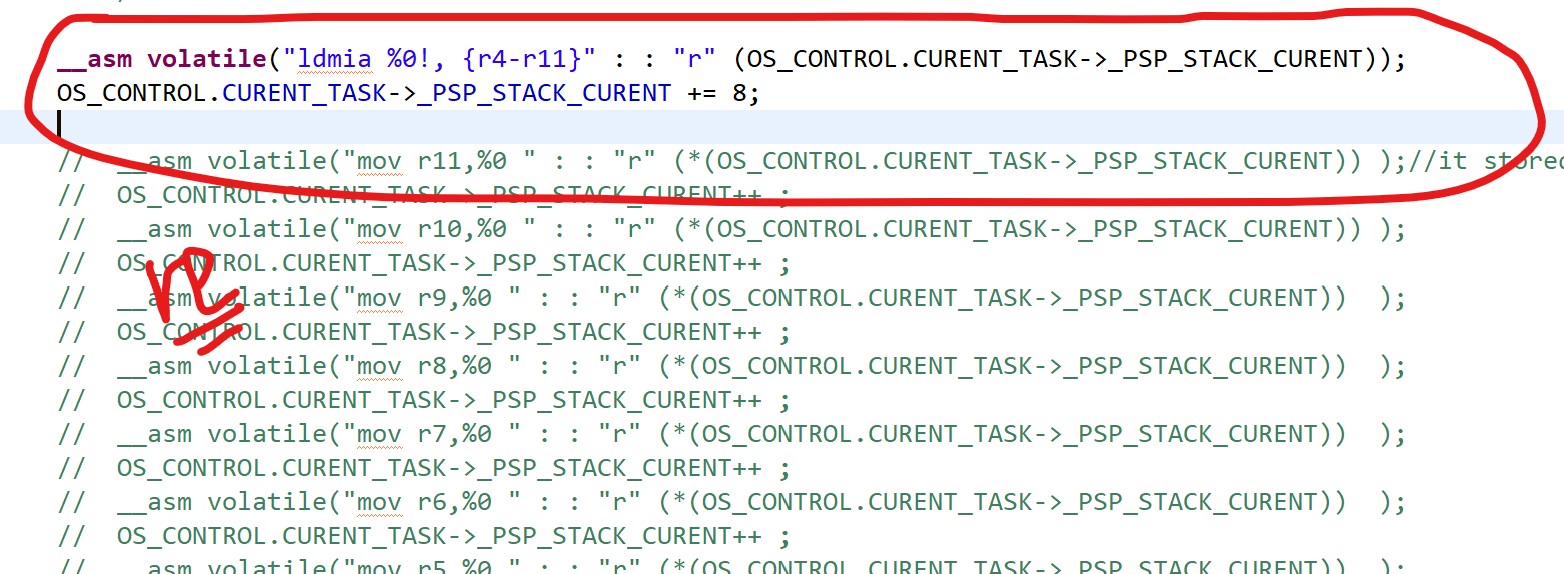 __asm volatile("ldmia %0!, {r4-r11}" : : "r" (OS_CONTROL.CURENT_TASK->_PSP_STACK_CURENT));
OS_CONTROL.CURENT_TASK->_PSP_STACK_CURENT += 8;
//  __asm volatile("mov r11,%0 " : : "r" (*(OS_CONTROL.CURENT_TASK->_PSP_STACK_CURENT)) );//it stored
//  OS_CONTROL.CURENT_TASK->_PSP_STACK_CURENT++ ;
//  __asm volatile("mov r10,%0 " : : "r" (*(OS_CONTROL.CURENT_TASK->_PSP_STACK_CURENT)) );
//  OS_CONTROL.CURENT_TASK->_PSP_STACK_CURENT++ ;
//  __asm volatile("mov r9,%0 " : : "r" (*(OS_CONTROL.CURENT_TASK->_PSP_STACK_CURENT))  );
//  OS_CONTROL.CURENT_TASK->_PSP_STACK_CURENT++ ;
//  __asm volatile("mov r8,%0 " : : "r" (*(OS_CONTROL.CURENT_TASK->_PSP_STACK_CURENT))  );
//  OS_CONTROL.CURENT_TASK->_PSP_STACK_CURENT++ ;
//  __asm volatile("mov r7,%0 " : : "r" (*(OS_CONTROL.CURENT_TASK->_PSP_STACK_CURENT))  );
//  OS_CONTROL.CURENT_TASK->_PSP_STACK_CURENT++ ;
//  __asm volatile("mov r6,%0 " : : "r" (*(OS_CONTROL.CURENT_TASK->_PSP_STACK_CURENT))  );
//  OS_CONTROL.CURENT_TASK->_PSP_STACK_CURENT++ ;
//  __asm volatile("mov r5,%0 " : : "r" (*(OS_CONTROL.CURENT_TASK->_PSP_STACK_CURENT))  );